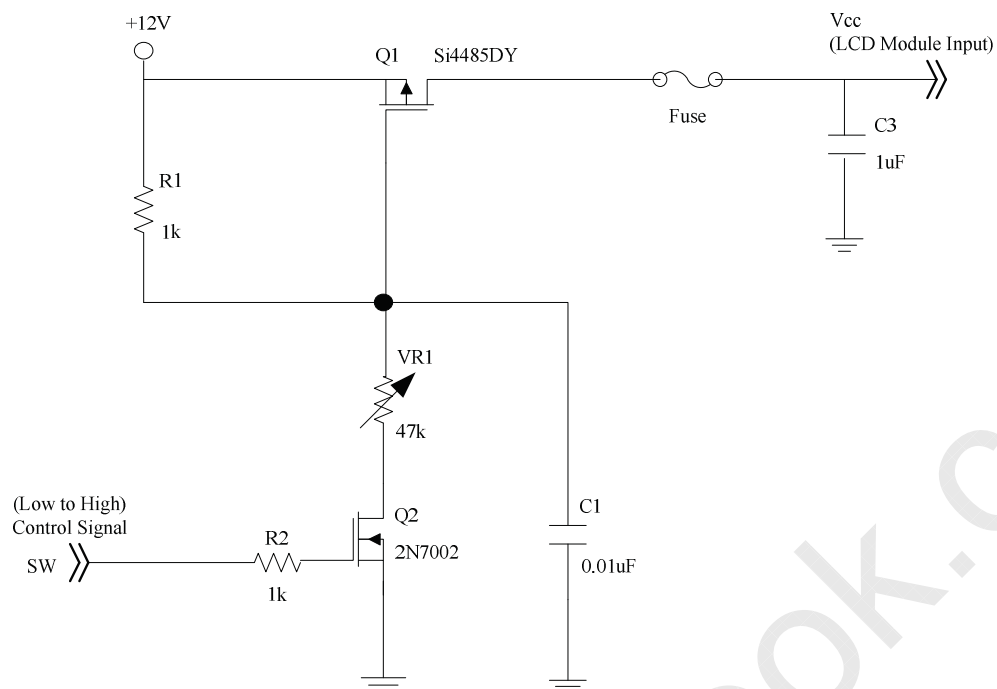 +12V
Q1
Si4485DY
Vcc
(LCD Module Input)
Fuse
C3
1uF
R1
1k
VR1
47k
(Low to High)
Control Signal
SW
R2
1k
Q2
2N7002
C1
0.01uF
ook.c